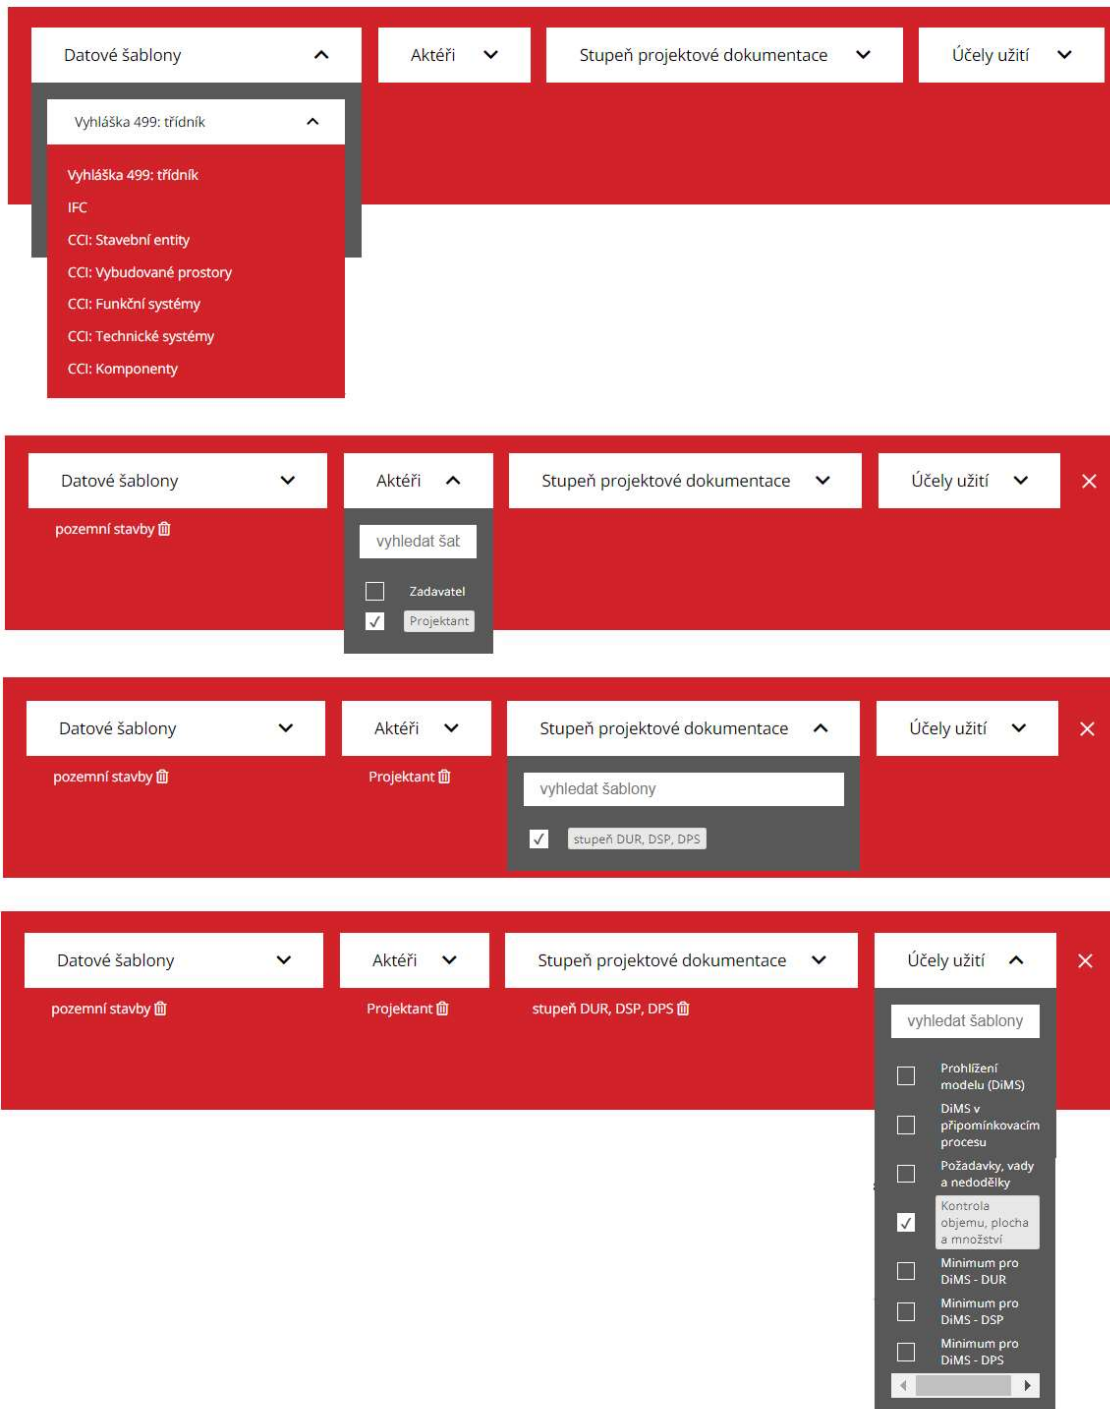 Datové šablony
Aktéři
Stupeň projektové dokumentace
Účely užití
Vyhláška 499: třídník
Vyhláška 499: třídník
IFC
CCI: Stavební entity
CCI: Vybudované prostory
CCI: Funkční systémy
CCI: Technické systémy
CCI: Komponenty
Datové šablony
Aktéři
Stupeň projektové dokumentace
Účely užití
pozemní stavby
vyhledat šat
Zadavatel
Projektant
Datové šablony
Aktéři
Stupeň projektové dokumentace
Účely užití
pozemní stavby
Projektant
vyhledat šablony
stupeň DUR, DSP, DPS
Datové šablony
Aktéři
Stupeň projektové dokumentace
Účely užití
pozemní stavby
Projektant
stupeň DUR, DSP, DPS
vyhledat šablony
Prohlížení
modelu (DiMS)
DiMS v
připomínkovacím
procesu
Požadavky, vady
a nedodělky
Kontrola
objemu, plocha
a množství
Minimum pro
DiMS - DUR
Minimum pro
DiMS - DSP
Minimum pro
DiMS - DPS